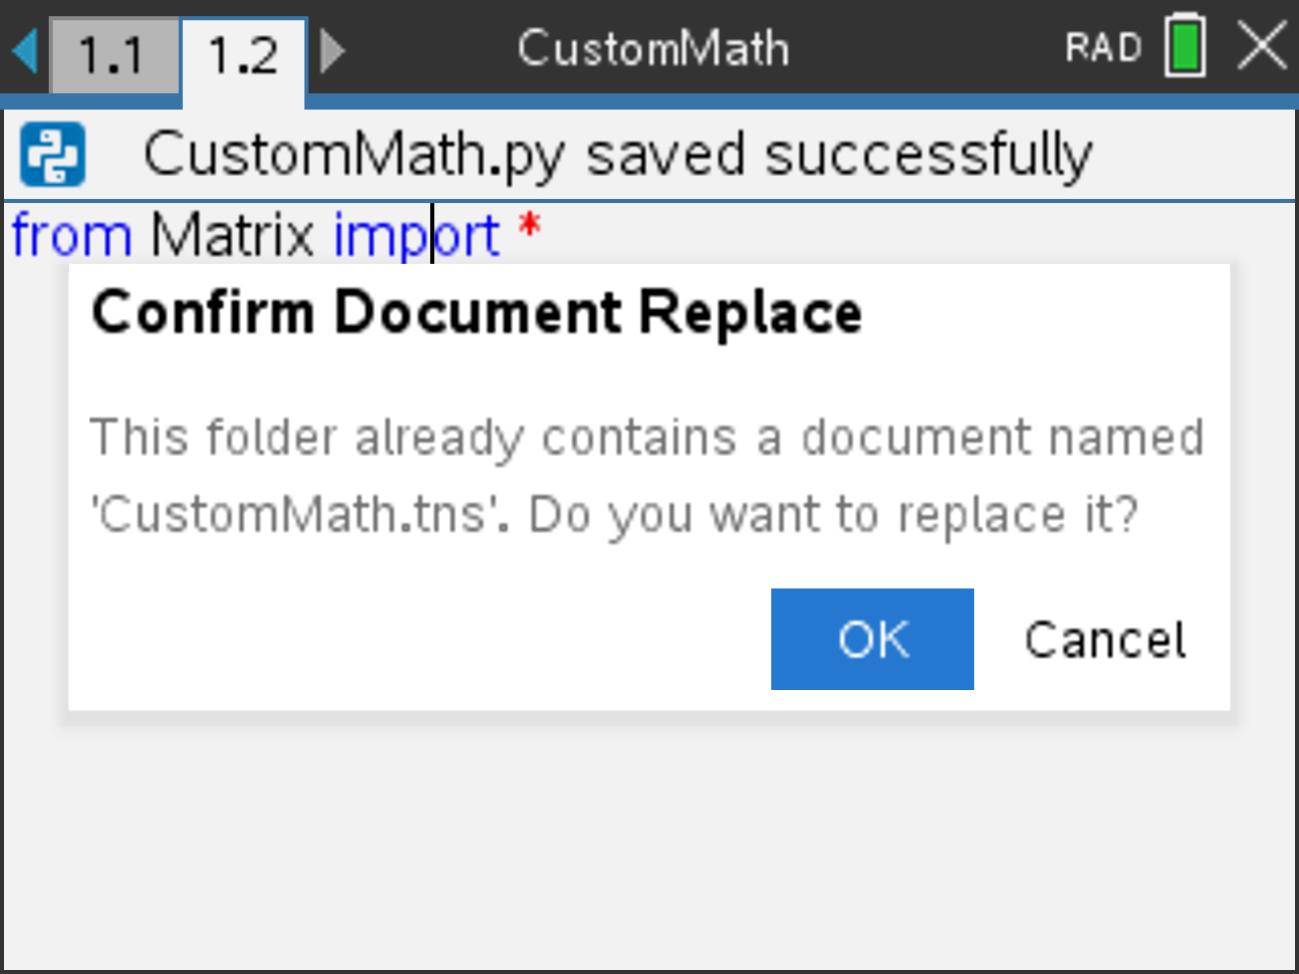 1.1 1.2 CustomMath RAD
CustomMath.py saved successfully
from Matrix import *
Confirm Document Replace
This folder already contains a document named
'CustomMath.tns'. Do you want to replace it?
OK Cancel